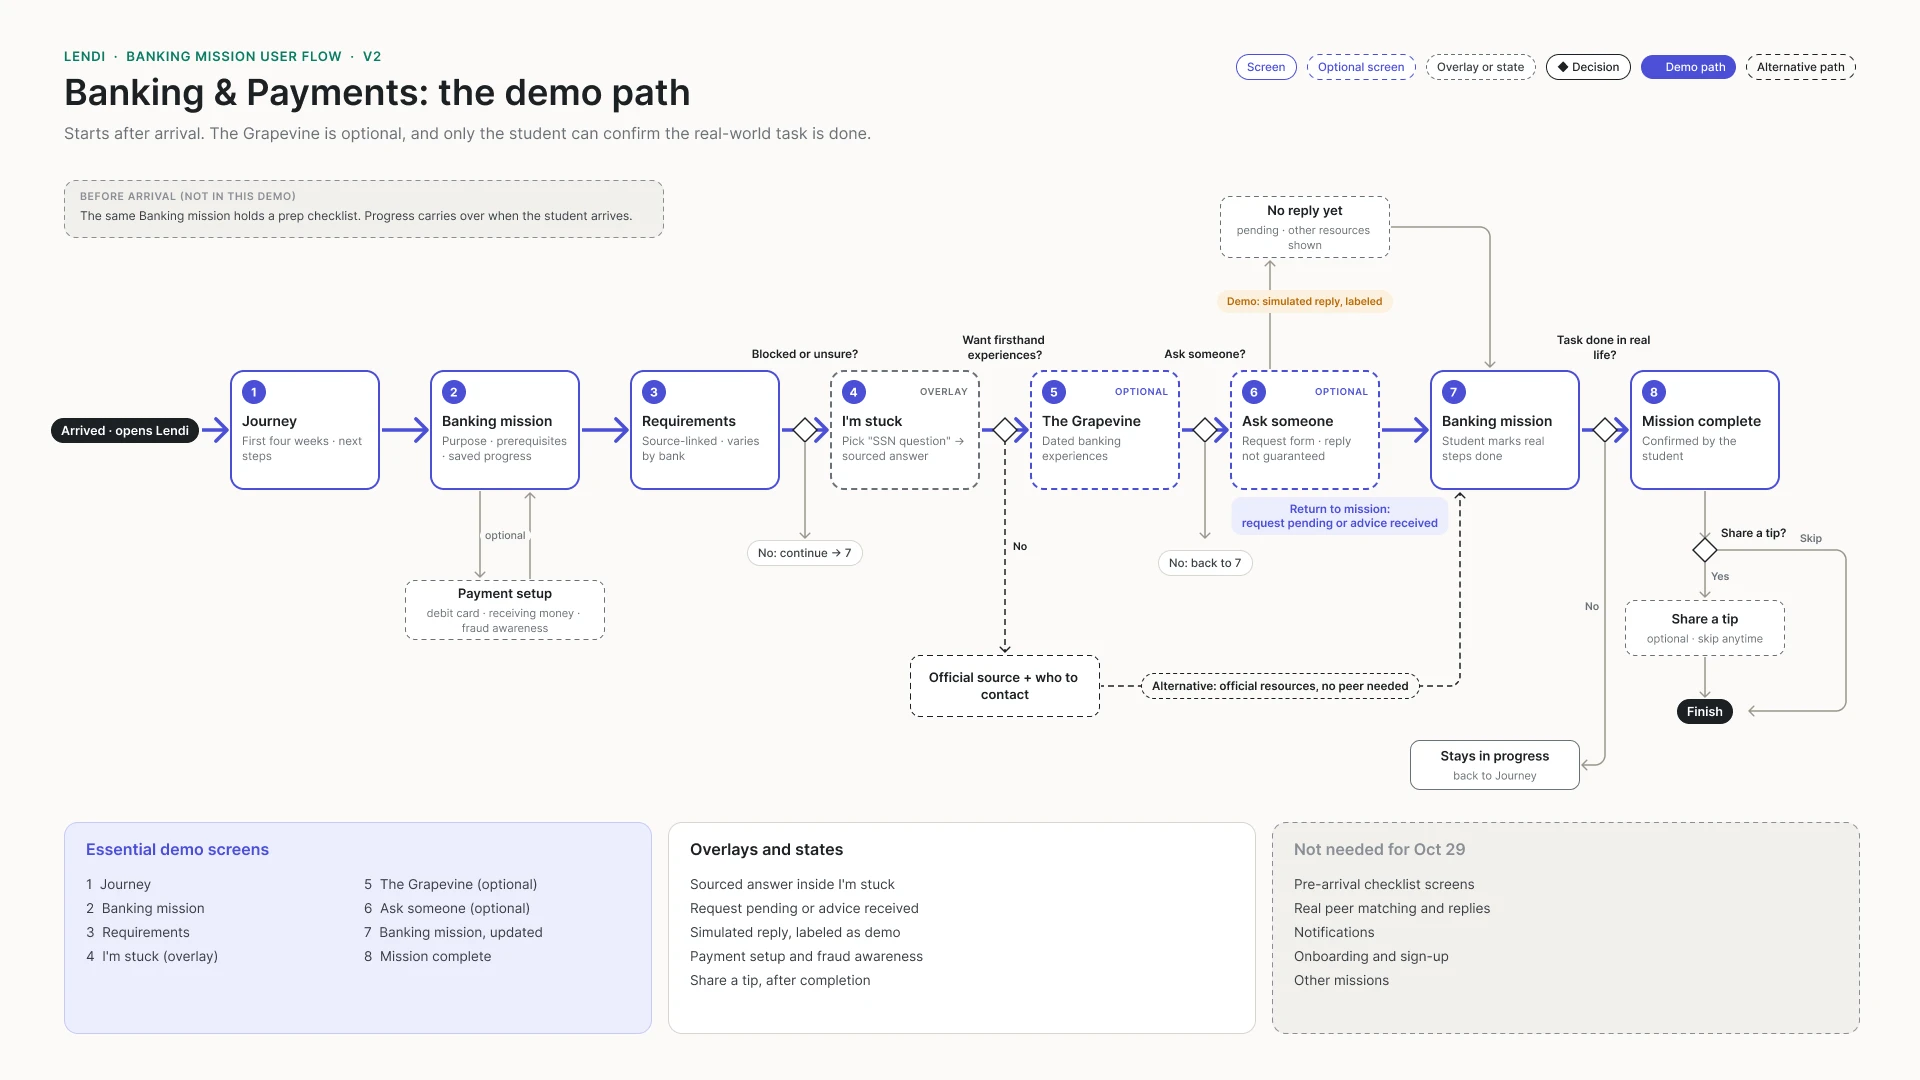 LENDI · BANKING MISSION USER FLOW · V2
Banking & Payments: the demo path
Starts after arrival. The Grapevine is optional, and only the student can confirm the real-world task is done.
Screen
Optional screen
Overlay or state
◆ Decision
Demo path
Alternative path
BEFORE ARRIVAL (NOT IN THIS DEMO)
The same Banking mission holds a prep checklist. Progress carries over when the student arrives.
No reply yet
pending · other resources
shown
Demo: simulated reply, labeled
Blocked or unsure?
Want firsthand
experiences?
Ask someone?
Task done in real
life?
Arrived · opens Lendi
1
Journey
First four weeks · next
steps
2
Banking mission
Purpose · prerequisites
· saved progress
3
Requirements
Source-linked · varies
by bank
4
OVERLAY
I'm stuck
Pick "SSN question" →
sourced answer
5
OPTIONAL
The Grapevine
Dated banking
experiences
6
OPTIONAL
Ask someone
Request form · reply
not guaranteed
7
Banking mission
Student marks real
steps done
8
Mission complete
Confirmed by the
student
optional
Payment setup
debit card · receiving money ·
fraud awareness
No: continue → 7
No
No: back to 7
Return to mission:
request pending or advice received
Official source + who to
contact
Alternative: official resources, no peer needed
No
Stays in progress
back to Journey
Share a tip?
Skip
Yes
Share a tip
optional · skip anytime
Finish
Essential demo screens
1 Journey
2 Banking mission
3 Requirements
4 I'm stuck (overlay)
5 The Grapevine (optional)
6 Ask someone (optional)
7 Banking mission, updated
8 Mission complete
Overlays and states
Sourced answer inside I'm stuck
Request pending or advice received
Simulated reply, labeled as demo
Payment setup and fraud awareness
Share a tip, after completion
Not needed for Oct 29
Pre-arrival checklist screens
Real peer matching and replies
Notifications
Onboarding and sign-up
Other missions